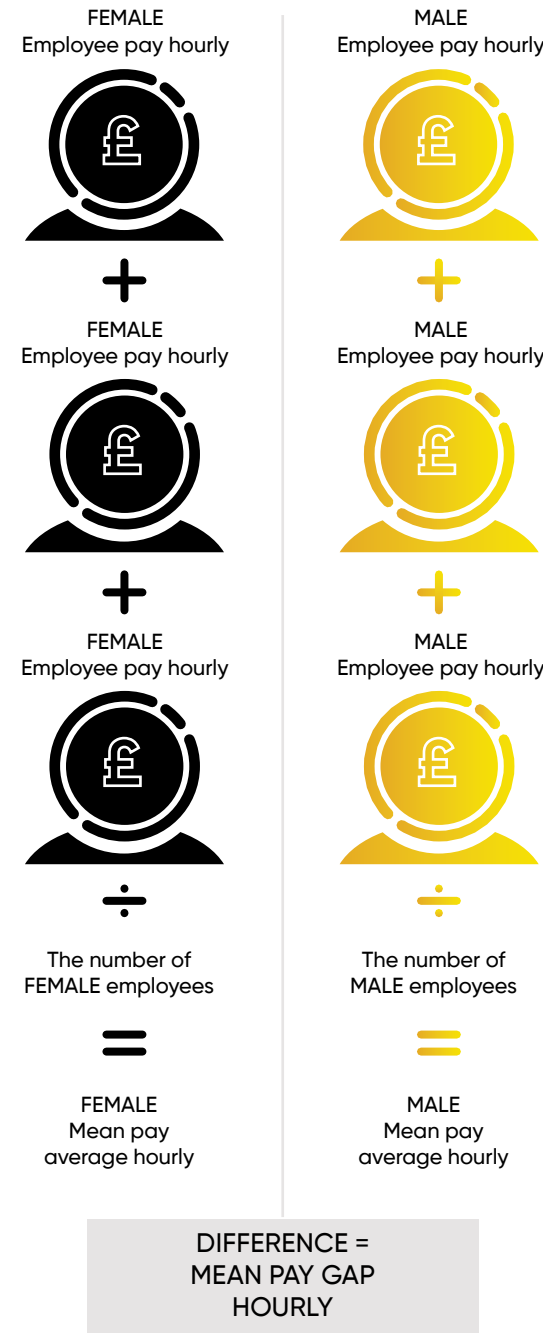 FEMALE
Employee pay hourly
£
+
FEMALE
Employee pay hourly
£
+
FEMALE
Employee pay hourly
£
÷
The number of
FEMALE employees
=
FEMALE
Mean pay
average hourly
MALE
Employee pay hourly
£
+
MALE
Employee pay hourly
£
+
MALE
Employee pay hourly
£
÷
The number of
MALE employees
=
MALE
Mean pay
average hourly
DIFFERENCE =
MEAN PAY GAP
HOURLY